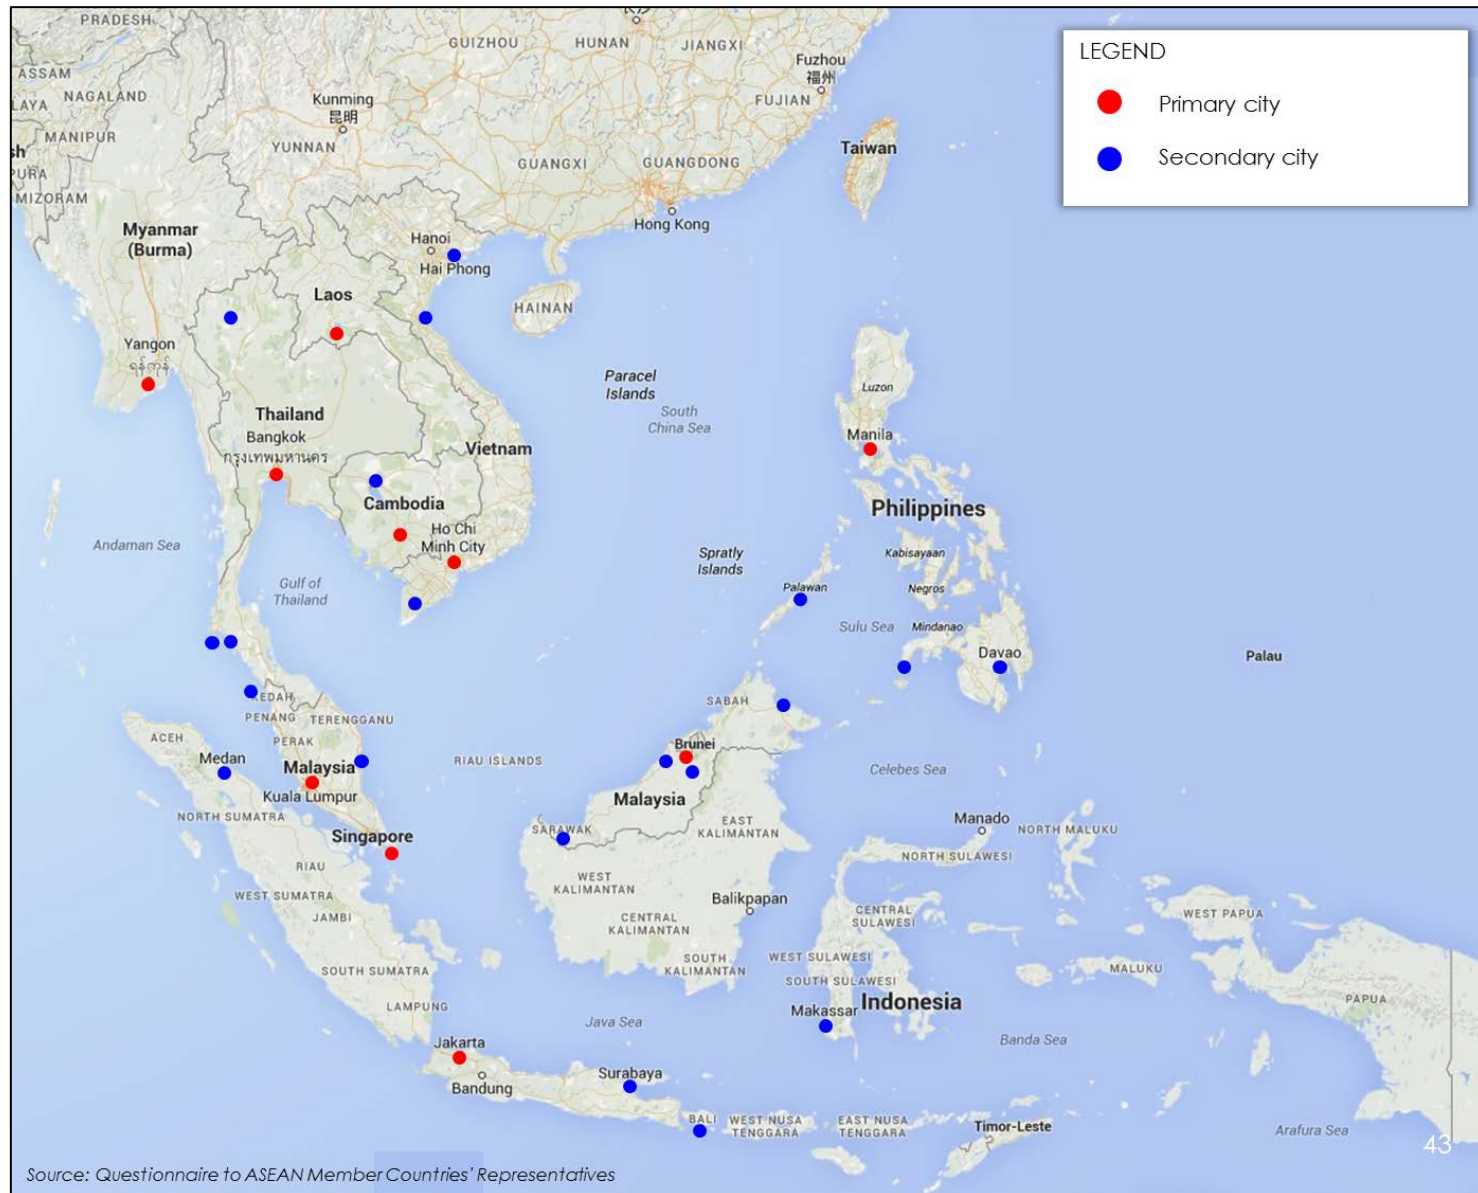 PRADESH
GUIZHOU
HUNAN
JIANGXI
LEGEND
Primary city
Secondary city
ASSAM
LAYA
NAGALAND
MANIPUR
sh
PURA
MIZORAM
Kunming
昆明
YUNNAN
Fuzhou
福州
FUJIAN
GUANGXI
GUANGDONG
Taiwan
Hong Kong
Myanmar
(Burma)
Hanoi
Hai Phong
Laos
HAINAN
Yangon
ရန်ကုန်
Paracel
Islands
South
China Sea
Luzon
Thailand
Bangkok
กรุงเทพมหานคร
Vietnam
Manila
Cambodia
Ho Chi
Minh City
Philippines
Andaman Sea
Gulf of
Thailand
Spratly
Islands
Kabisayaan
Palawan
Negros
Sulu Sea
Mindanao
Davao
Palau
KEDAH
PENANG
TERENGGANU
PERAK
SABAH
ACEH
Medan
Malaysia
Kuala Lumpur
RIAU ISLANDS
Brunei
Celebes Sea
Malaysia
NORTH SUMATRA
Singapore
SARAWAK
EAST
KALIMANTAN
Manado
NORTH MALUKU
NORTH SULAWESI
RIAU
WEST SUMATRA
JAMBI
WEST
KALIMANTAN
Balikpapan
CENTRAL
KALIMANTAN
CENTRAL
SULAWESI
WEST PAPUA
SOUTH SUMATRA
SOUTH
KALIMANTAN
WEST SULAWESI
SOUTH SULAWESI
MALUKU
LAMPUNG
Makassar
Indonesia
PAPUA
Java Sea
Banda Sea
Jakarta
Bandung
Surabaya
BALI
WEST NUSA
TENGGARA
EAST NUSA
TENGGARA
Timor-Leste
Arafura Sea
43
Source: Questionnaire to ASEAN Member Countries' Representatives